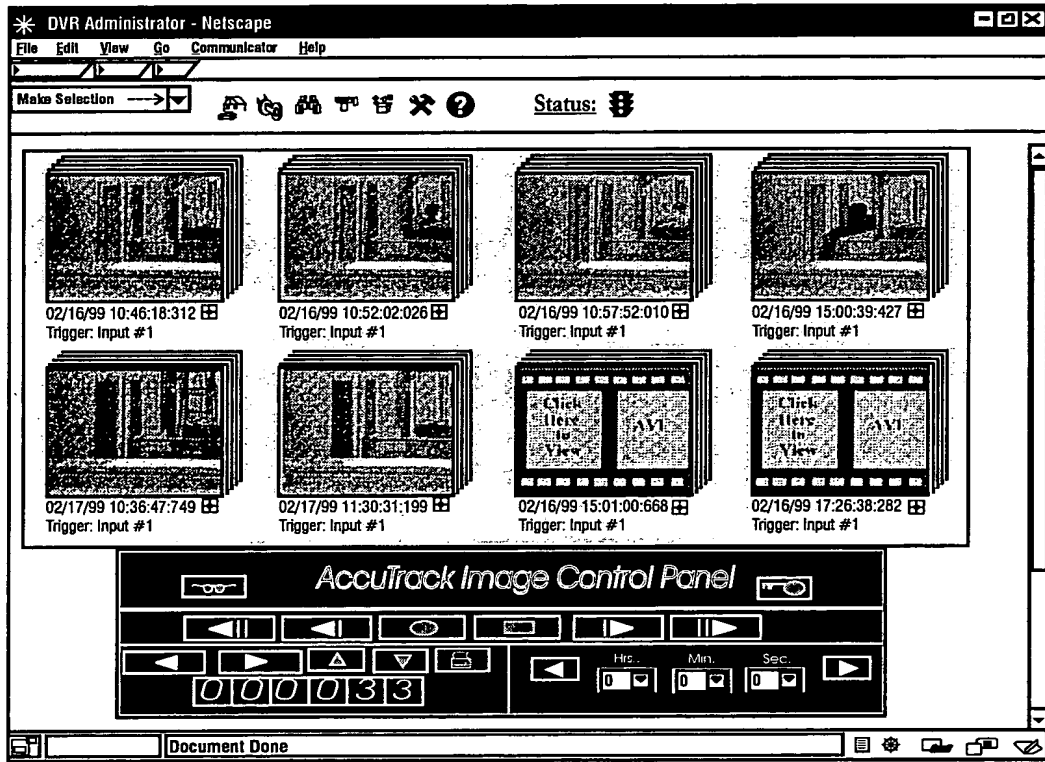 DVR Administrator - Netscape
File Edit View Go Communicator Help
Make Selection --->
Status:
02/16/99 10:46:18:312
Trigger: Input #1
02/16/99 10:52:02:026
Trigger: Input #1
02/16/99 10:57:52:010
Trigger: Input #1
02/16/99 15:00:39:427
Trigger: Input #1
02/17/99 10:36:47:749
Trigger: Input #1
02/17/99 11:30:31:199
Trigger: Input #1
Click
Here
to
View
AVI
02/16/99 15:01:00:668
Trigger: Input #1
Click
Here
to
View
AVI
02/16/99 17:26:38:282
Trigger: Input #1
AccuTrack Image Control Panel
Hrs.. Min. Sec.
0 0 0
000033
Document Done